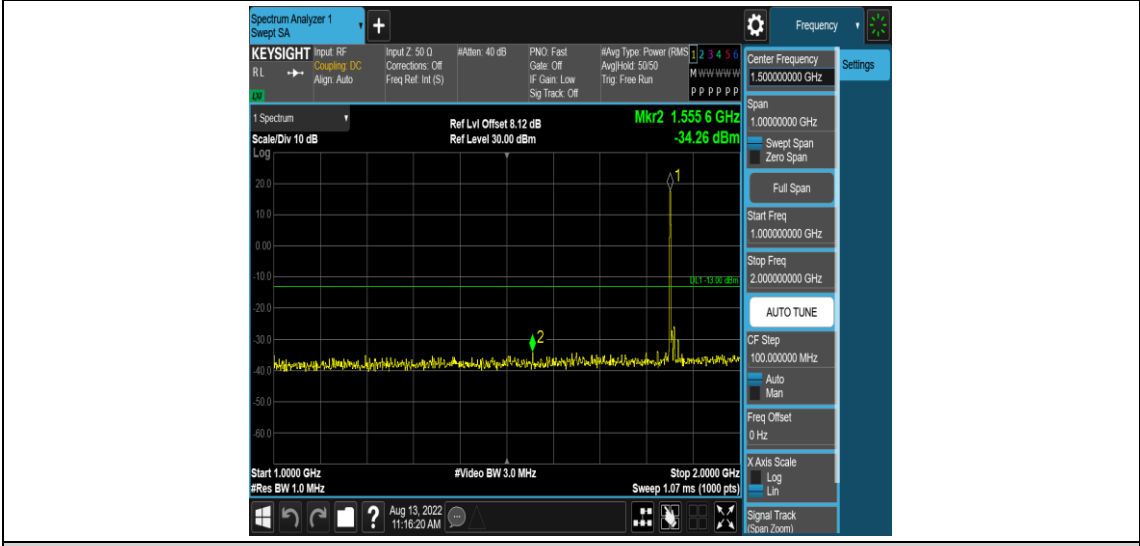 Spectrum Analyzer 1
Swept SA
Frequency
KEYSIGHT
RL
Input: RF
Coupling: DC
Align: Auto
Input Z: 50 Ω
Corrections: Off
Freq Ref: Int (S)
#Atten: 40 dB
PNO: Fast
Gate: Off
IF Gain: Low
Sig Track: Off
#Avg Type: Power (RMS
Avg|Hold: 50/50
Trig: Free Run
1 2 3 4 5 6
M W W W W W
P P P P P P
1 Spectrum
Scale/Div 10 dB
Log
Ref Lvl Offset 8.12 dB
Ref Level 30.00 dBm
Mkr2 1.555 6 GHz
-34.26 dBm
1
20.0
10.0
0.00
-10.0
DL1 -13.00 dBm
-20.0
-30.0
2
-40.0
-50.0
-60.0
Start 1.0000 GHz
#Video BW 3.0 MHz
Stop 2.0000 GHz
#Res BW 1.0 MHz
Sweep 1.07 ms (1000 pts)
?
Aug 13, 2022
11:16:20 AM
Center Frequency
1.500000000 GHz
Settings
Span
1.00000000 GHz
Swept Span
Zero Span
Full Span
Start Freq
1.000000000 GHz
Stop Freq
2.000000000 GHz
AUTO TUNE
CF Step
100.000000 MHz
Auto
Man
Freq Offset
0 Hz
X Axis Scale
Log
Lin
Signal Track
(Span Zoom)